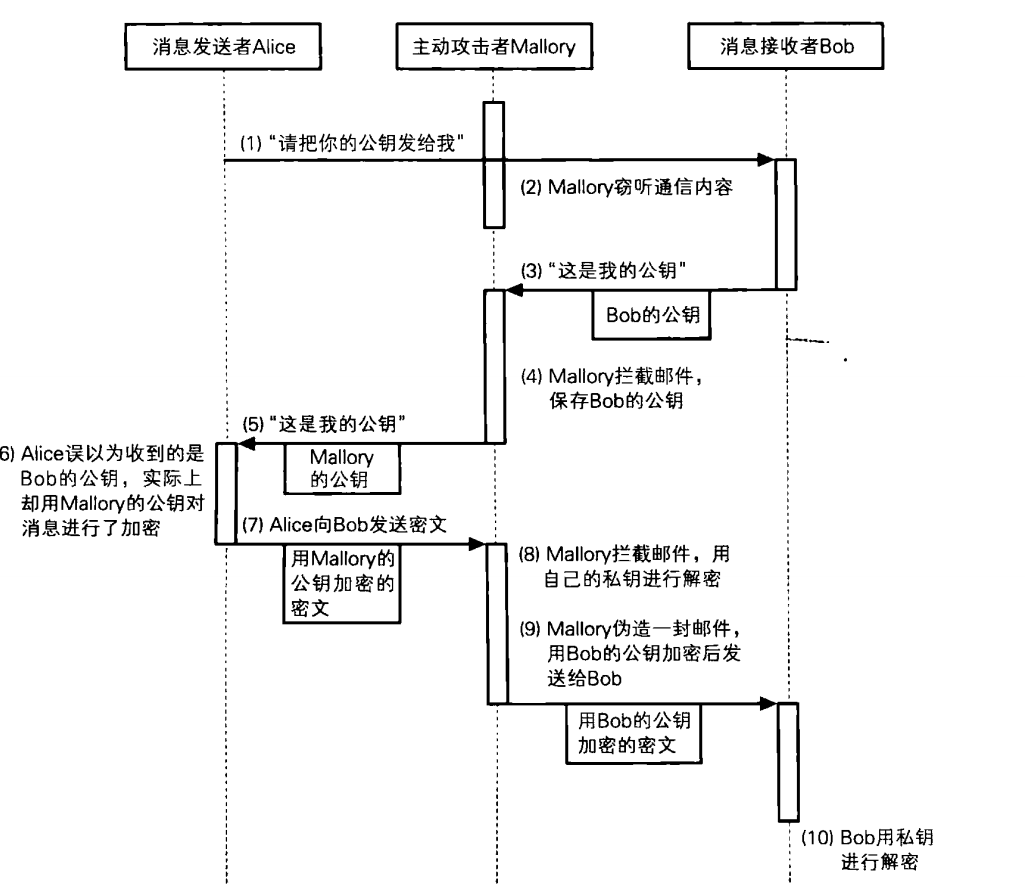 消息发送者Alice
主动攻击者Mallory
消息接收者Bob
(1) “请把你的公钥发给我”
(2) Mallory窃听通信内容
(3) “这是我的公钥”
Bob的公钥
(4) Mallory拦截邮件，
保存Bob的公钥
(5) “这是我的公钥”
Mallory
的公钥
6) Alice误以为收到的是
Bob的公钥，实际上
却用Mallory的公钥对
消息进行了加密
(7) Alice向Bob发送密文
用Mallory的
公钥加密的
密文
(8) Mallory拦截邮件，用
自己的私钥进行解密
(9) Mallory伪造一封邮件，
用Bob的公钥加密后发
送给Bob
用Bob的公钥
加密的密文
(10) Bob用私钥
进行解密